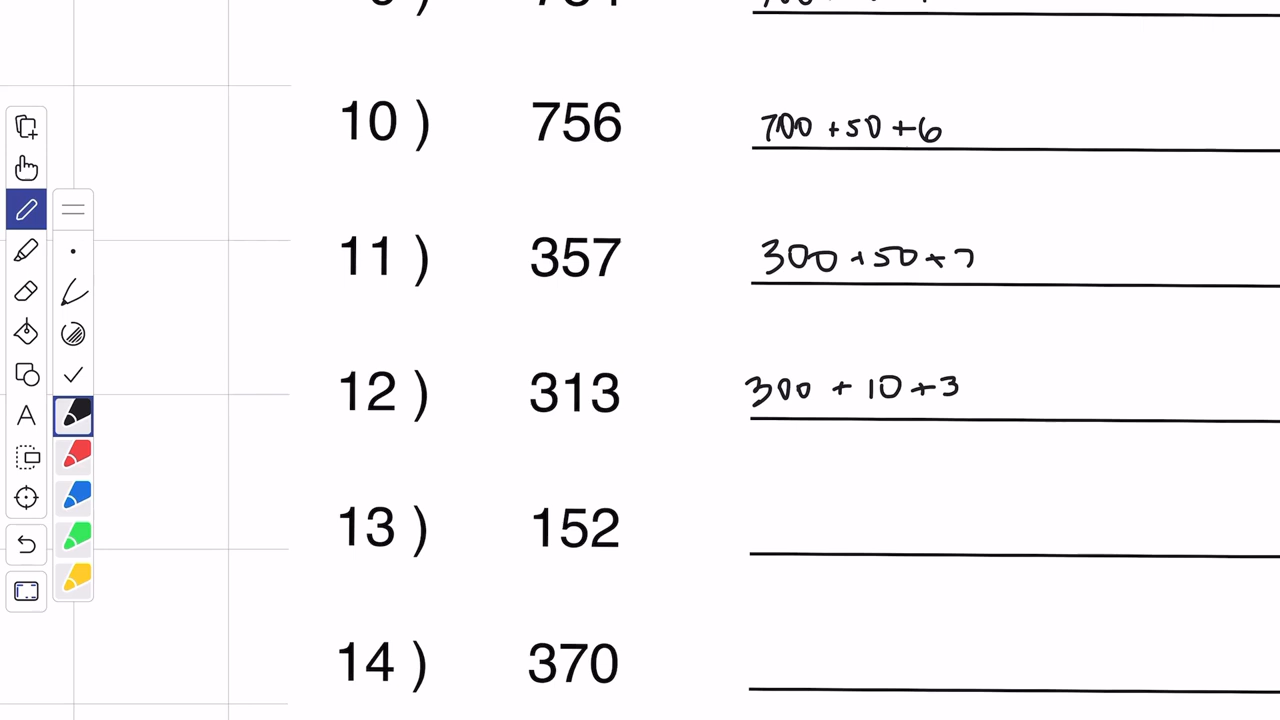 10 ) 756 700 +50 +6
11 ) 357 300 +50+7
12 ) 313 300 + 10 +3
13 ) 152
14 ) 370